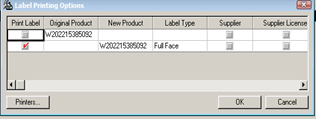 Label Printing Options
Print Label Original Product New Product Label Type Supplier Supplier License
W202215385092
W202215385092 Full Face
Printers... OK Cancel